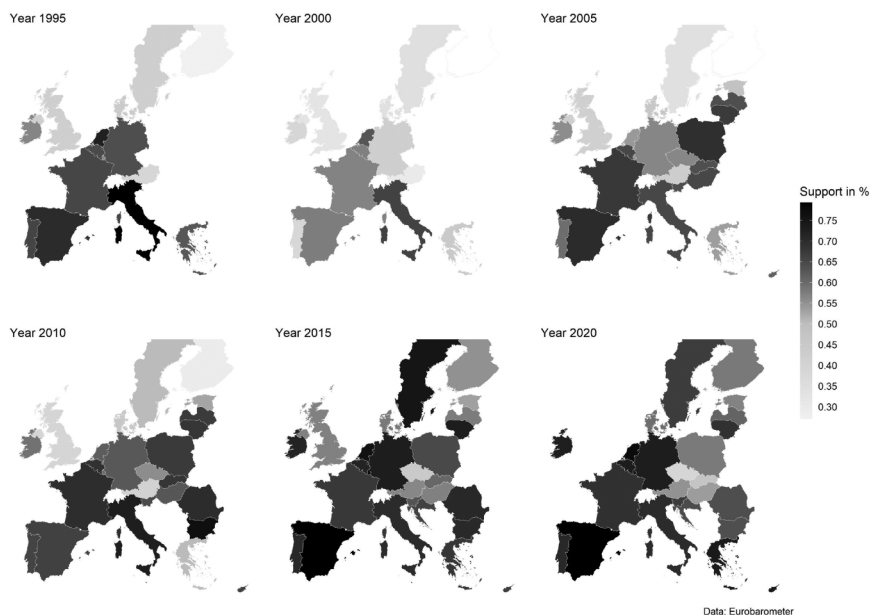 Year 1995
Year 2000
Year 2005
Support in %
0.75
0.70
0.65
0.60
0.55
0.50
0.45
0.40
0.35
0.30
Year 2010
Year 2015
Year 2020
Data: Eurobarometer